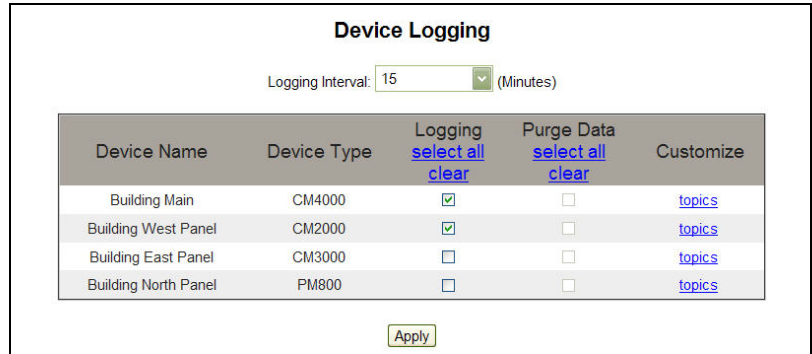 Device Logging
Logging Interval: 15 (Minutes)
Device Name Device Type Logging select all clear Purge Data select all clear Customize
Building Main CM4000 topics
Building West Panel CM2000 topics
Building East Panel CM3000 topics
Building North Panel PM800 topics
Apply